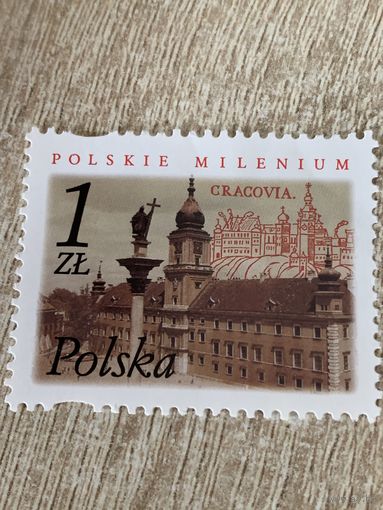 POLSKIE MILENIUM
CRACOVIA.
1
ZŁ
Polska